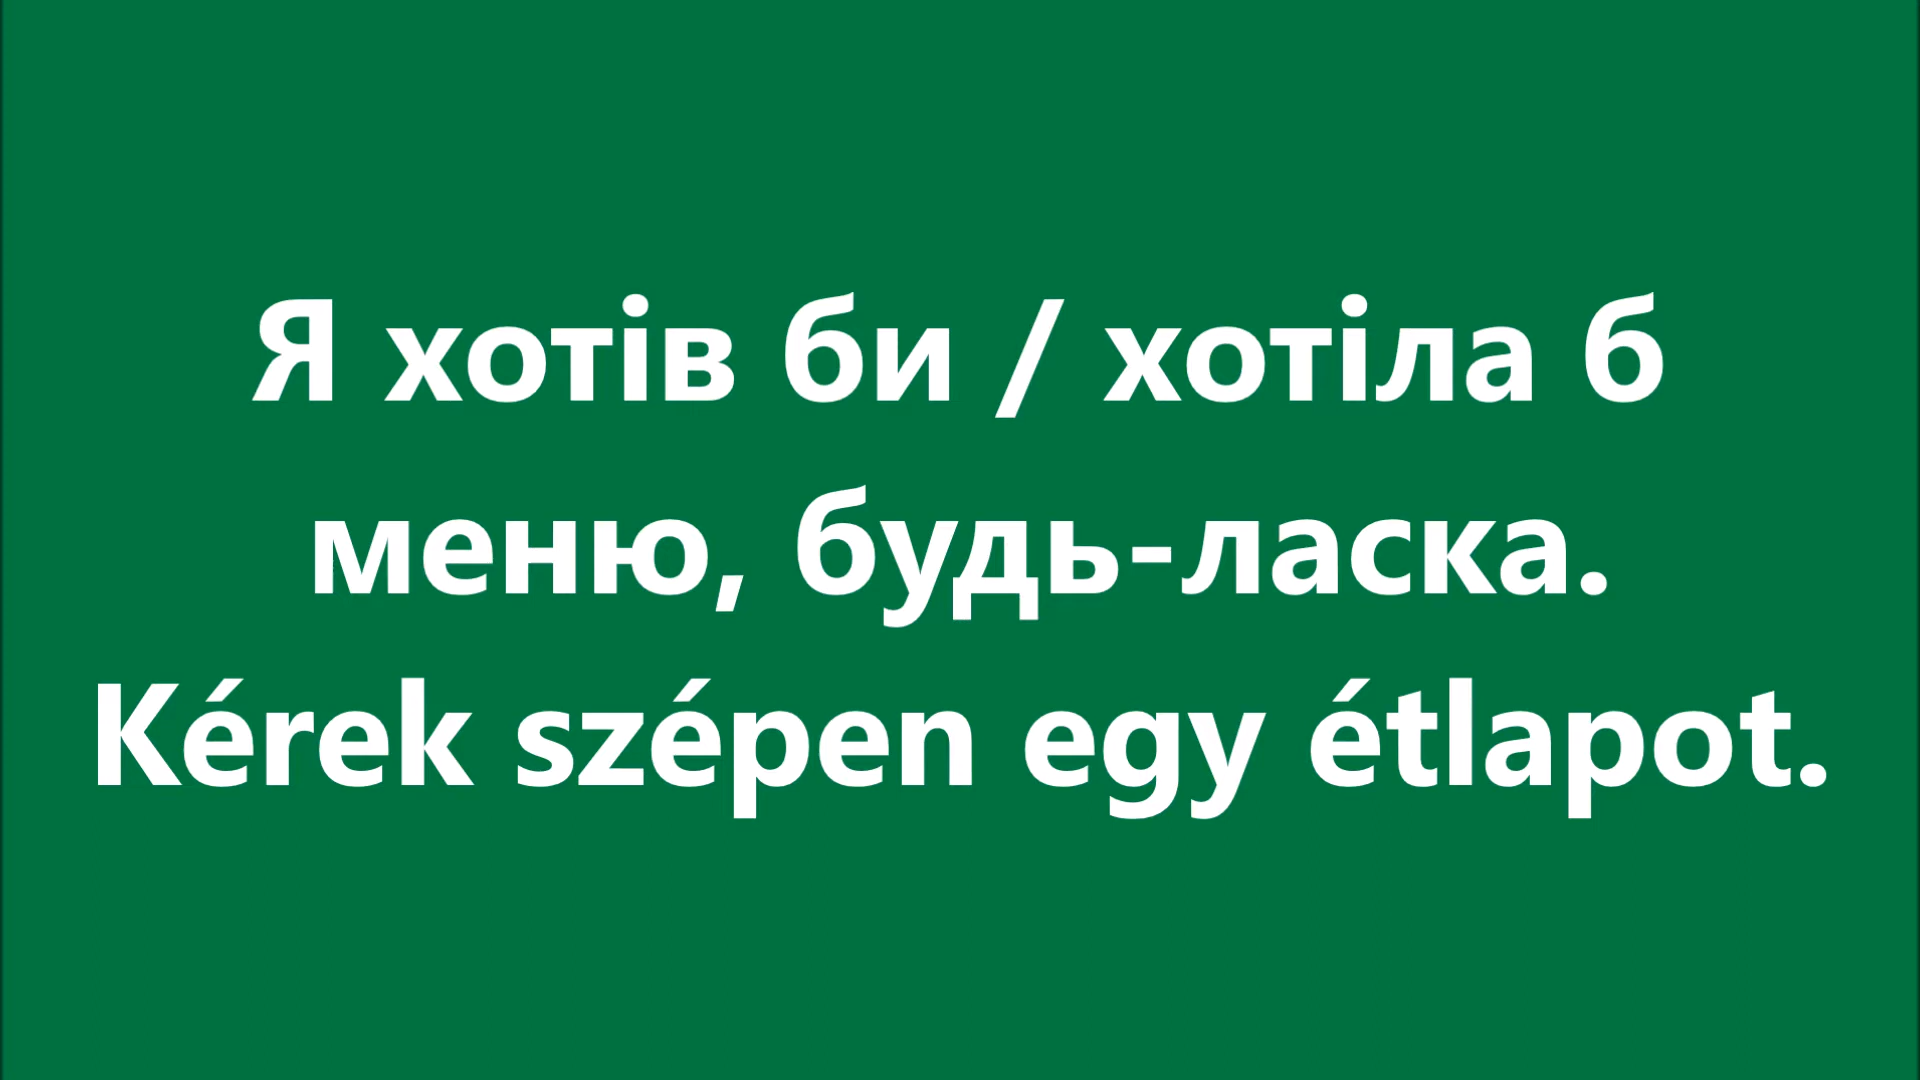 Я хотів би / хотіла б
меню, будь-ласка.
Kérek szépen egy étlapot.